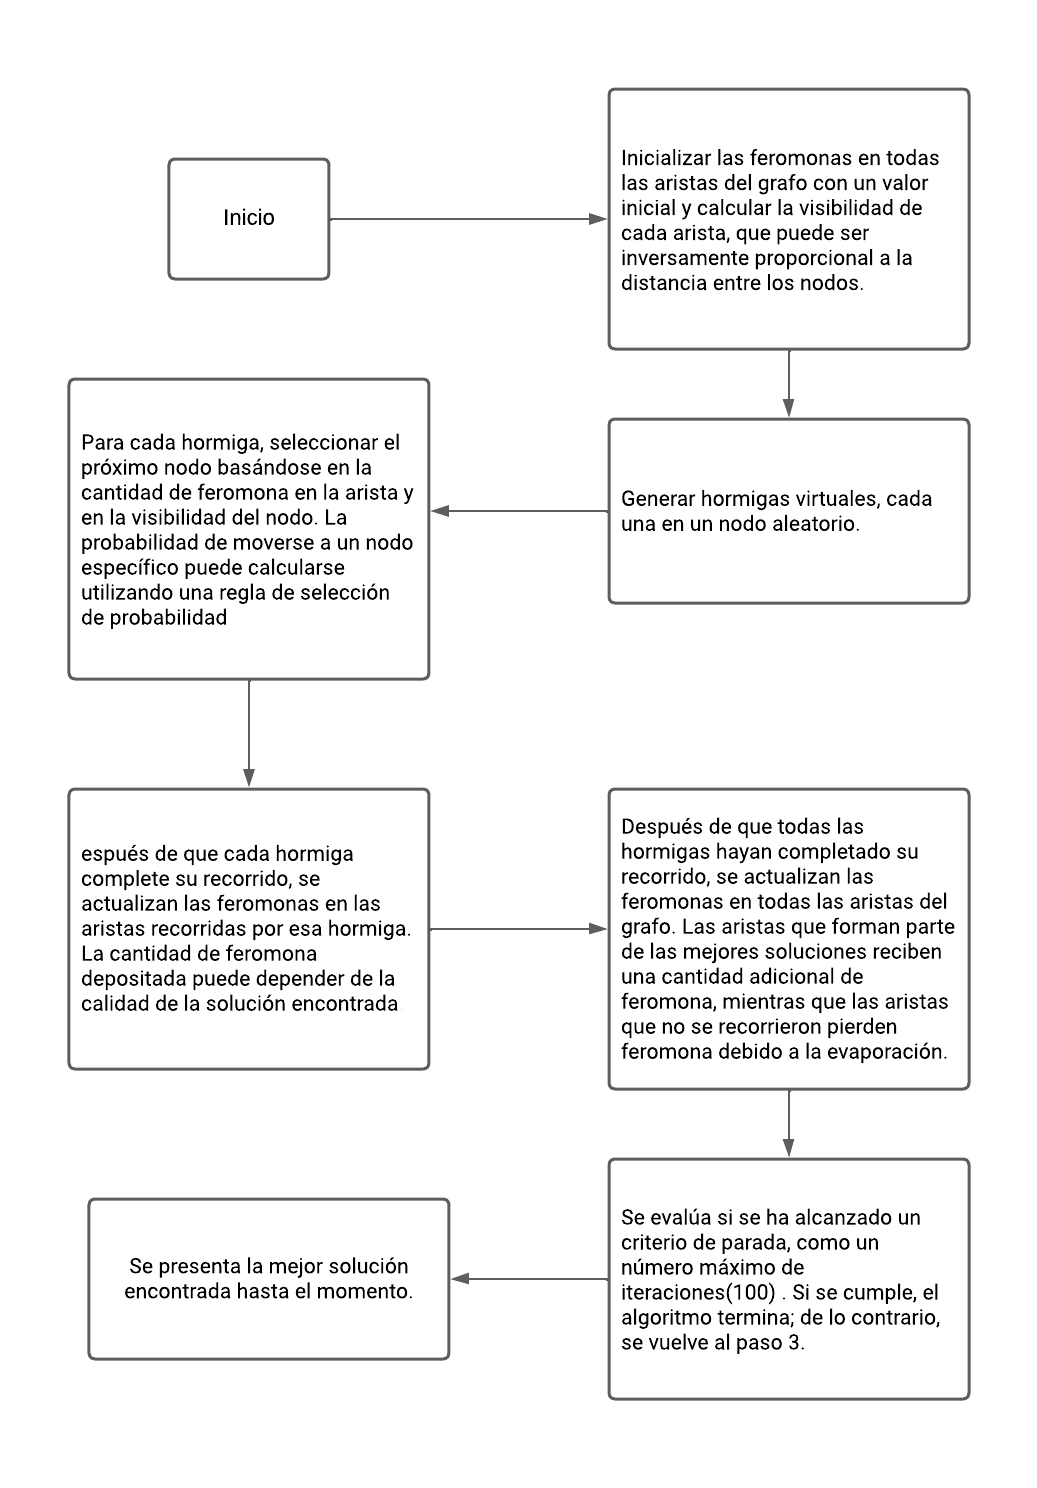 Inicio
Inicializar las feromonas en todas
las aristas del grafo con un valor
inicial y calcular la visibilidad de
cada arista, que puede ser
inversamente proporcional a la
distancia entre los nodos.
Generar hormigas virtuales, cada
una en un nodo aleatorio.
Para cada hormiga, seleccionar el
próximo nodo basándose en la
cantidad de feromona en la arista y
en la visibilidad del nodo. La
probabilidad de moverse a un nodo
específico puede calcularse
utilizando una regla de selección
de probabilidad
espués de que cada hormiga
complete su recorrido, se
actualizan las feromonas en las
aristas recorridas por esa hormiga.
La cantidad de feromona
depositada puede depender de la
calidad de la solución encontrada
Después de que todas las
hormigas hayan completado su
recorrido, se actualizan las
feromonas en todas las aristas del
grafo. Las aristas que forman parte
de las mejores soluciones reciben
una cantidad adicional de
feromona, mientras que las aristas
que no se recorrieron pierden
feromona debido a la evaporación.
Se evalúa si se ha alcanzado un
criterio de parada, como un
número máximo de
iteraciones(100) . Si se cumple, el
algoritmo termina; de lo contrario,
se vuelve al paso 3.
Se presenta la mejor solución
encontrada hasta el momento.